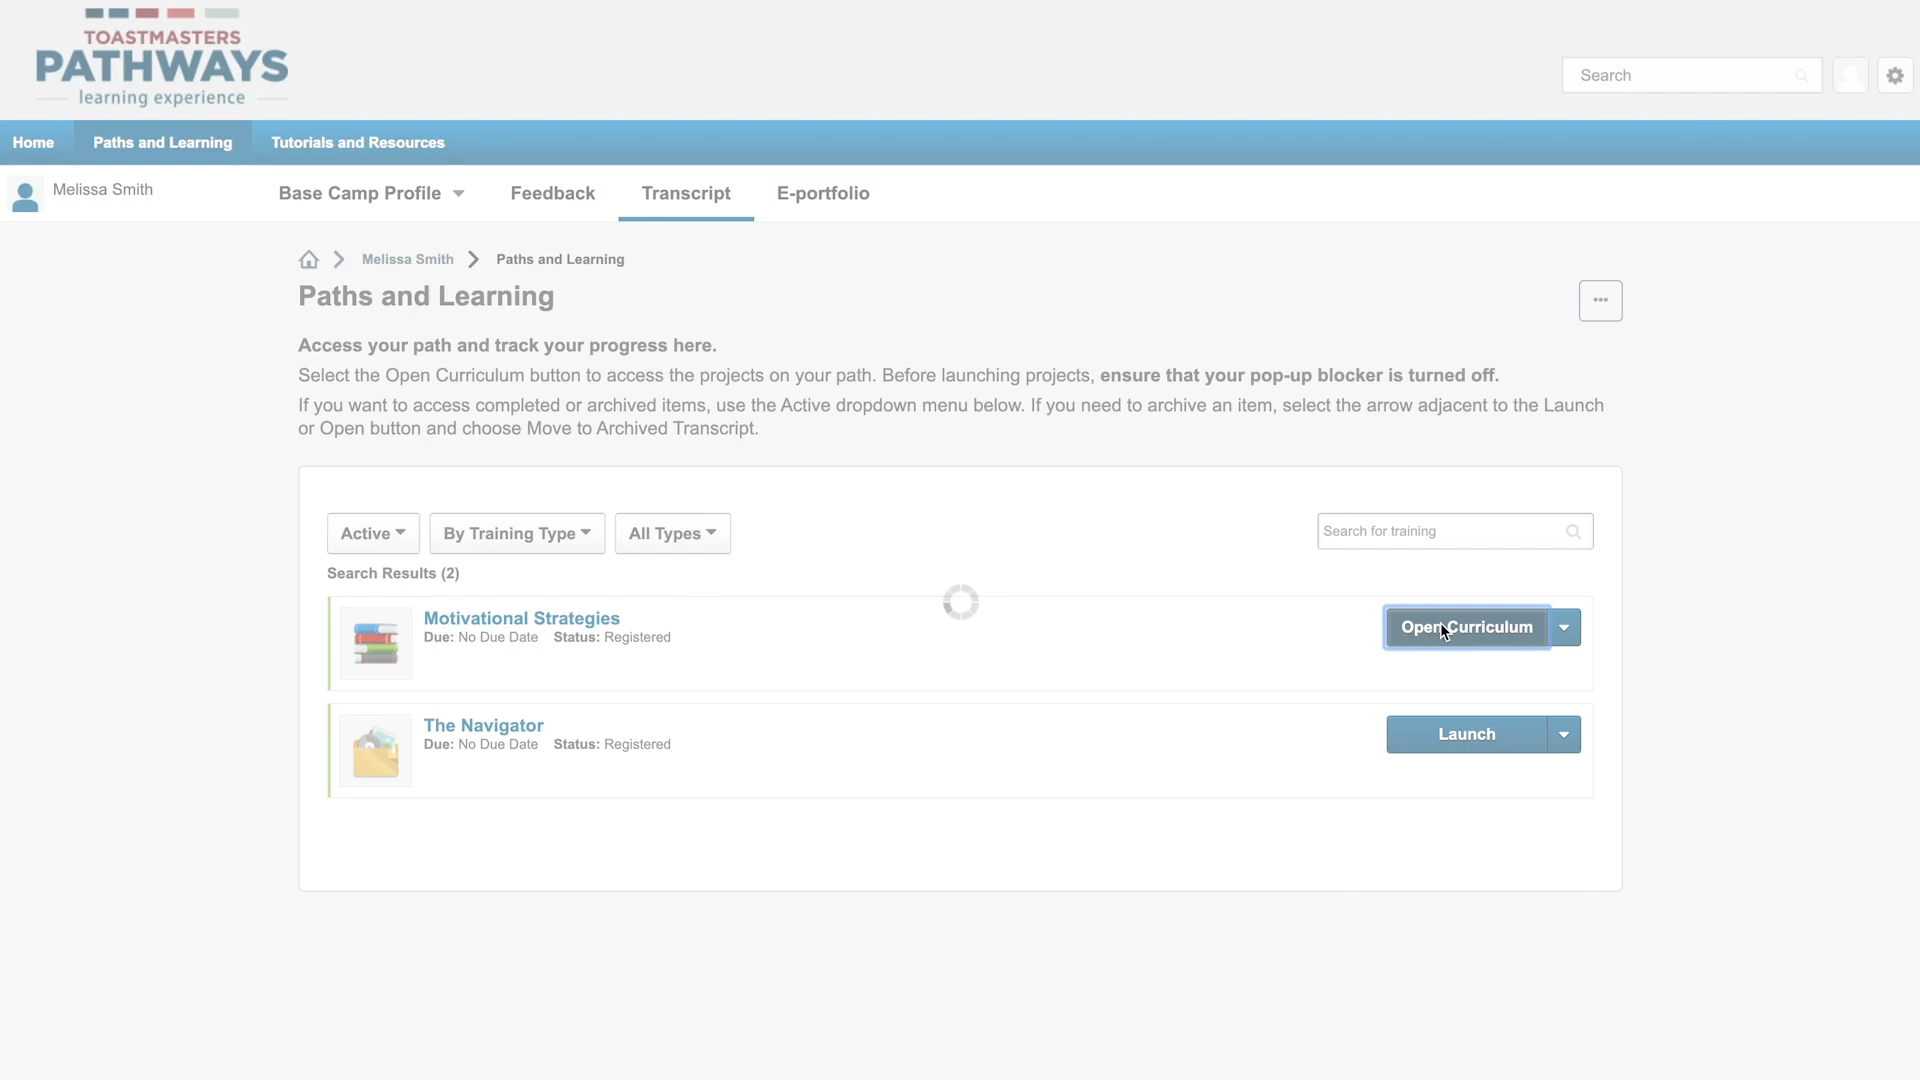 TOASTMASTERS
PATHWAYS
learning experience
Search
Home
Paths and Learning
Tutorials and Resources
Melissa Smith
Base Camp Profile
Feedback
Transcript
E-portfolio
Melissa Smith
Paths and Learning
Paths and Learning
...
Access your path and track your progress here.
Select the Open Curriculum button to access the projects on your path. Before launching projects, ensure that your pop-up blocker is turned off.
If you want to access completed or archived items, use the Active dropdown menu below. If you need to archive an item, select the arrow adjacent to the Launch
or Open button and choose Move to Archived Transcript.
Active
By Training Type
All Types
Search for training
Search Results (2)
Motivational Strategies
Due: No Due Date Status: Registered
Open Curriculum
The Navigator
Due: No Due Date Status: Registered
Launch